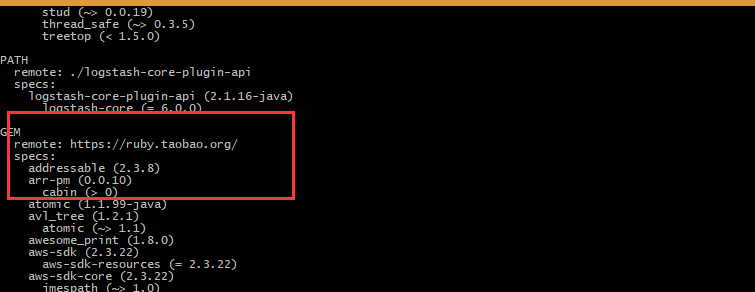 stud (~> 0.0.19)
thread_safe (~> 0.3.5)
treetop (< 1.5.0)
PATH
remote: ./logstash-core-plugin-api
specs:
logstash-core-plugin-api (2.1.16-java)
logstash-core (= 6.0.0)
GEM
remote: https://ruby.taobao.org/
specs:
addressable (2.3.8)
arr-pm (0.0.10)
cabin (> 0)
atomic (1.1.99-java)
avl_tree (1.2.1)
atomic (~> 1.1)
awesome_print (1.8.0)
aws-sdk (2.3.22)
aws-sdk-resources (= 2.3.22)
aws-sdk-core (2.3.22)
jmespath (~> 1.0)